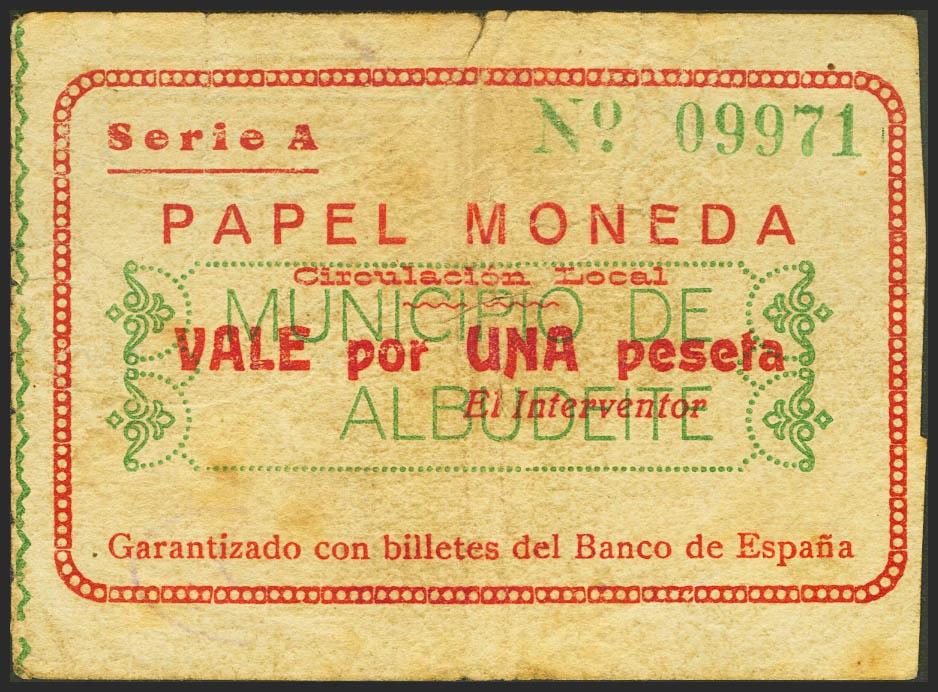 Serie A
Nº. 09971
PAPEL MONEDA
Circulación Local
MUNICIPIO DE
VALE por UNA peseta
ALBUDEITE
El Interventor
Garantizado con billetes del Banco de España